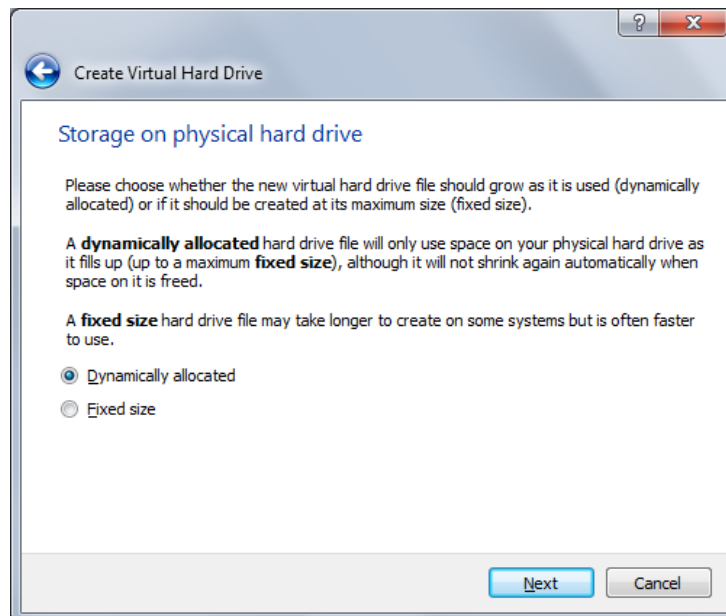 ?
Create Virtual Hard Drive
Storage on physical hard drive
Please choose whether the new virtual hard drive file should grow as it is used (dynamically
allocated) or if it should be created at its maximum size (fixed size).
A dynamically allocated hard drive file will only use space on your physical hard drive as
it fills up (up to a maximum fixed size), although it will not shrink again automatically when
space on it is freed.
A fixed size hard drive file may take longer to create on some systems but is often faster
to use.
Dynamically allocated
Fixed size
Next Cancel